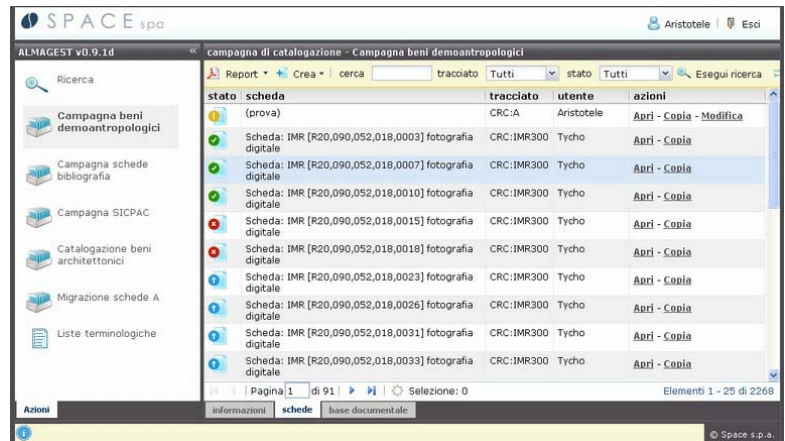 SPACE spa
Aristotele | Esci
ALMAGEST v0.9.1d «
campagna di catalogazione - Campagna beni demoantropologici
Ricerca
Campagna beni
demoantropologici
Campagna schede
bibliografia
Campagna SICPAC
Catalogazione beni
architettonici
Migrazione schede A
Liste terminologiche
Azioni
Report Crea cerca tracciato Tutti stato Tutti Esegui ricerca
stato scheda tracciato utente azioni
(prova) CRC:A Aristotele Apri - Copia - Modifica
Scheda: IMR [R20,090,052,018,0003] fotografia CRC:IMR300 Tycho Apri - Copia
digitale
Scheda: IMR [R20,090,052,018,0007] fotografia CRC:IMR300 Tycho Apri - Copia
digitale
Scheda: IMR [R20,090,052,018,0010] fotografia CRC:IMR300 Tycho Apri - Copia
digitale
Scheda: IMR [R20,090,052,018,0015] fotografia CRC:IMR300 Tycho Apri - Copia
digitale
Scheda: IMR [R20,090,052,018,0018] fotografia CRC:IMR300 Tycho Apri - Copia
digitale
Scheda: IMR [R20,090,052,018,0023] fotografia CRC:IMR300 Tycho Apri - Copia
digitale
Scheda: IMR [R20,090,052,018,0026] fotografia CRC:IMR300 Tycho Apri - Copia
digitale
Scheda: IMR [R20,090,052,018,0031] fotografia CRC:IMR300 Tycho Apri - Copia
digitale
Scheda: IMR [R20,090,052,018,0033] fotografia CRC:IMR300 Tycho Apri - Copia
digitale
Pagina 1 di 91 Selezione: 0 Elementi 1 - 25 di 2268
informazioni schede base documentale
© Space s.p.a.